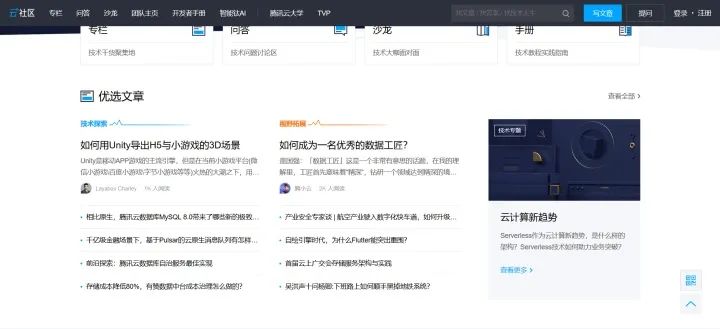 云社区 专栏 问答 沙龙 团队主页 开发者手册 智能钛AI 腾讯云大学 TVP 写文章 提问 登录 · 注册
专栏 问答 沙龙 手册
技术干货聚集地 技术问题讨论区 技术大咖面对面 技术教程实践指南
优选文章 查看全部 >
技术探索
如何用Unity导出H5与小游戏的3D场景
Unity是移动APP游戏的主流引擎，但是在当前小游戏平台(微
信小游戏/百度小游戏/字节小游戏等等)火热的大潮之下，用...
Layabox Charley 1K 人阅读
相比原生，腾讯云数据库MySQL 8.0带来了哪些新的极致...
千亿级金融场景下，基于Pulsar的云原生消息队列有怎样...
前沿探索：腾讯云数据库自治服务最佳实践
存储成本降低80%，有赞数据中台成本治理怎么做的？
视野拓展
如何成为一名优秀的数据工匠？
「数据工匠」这是一个非常有意思的话题，在我的理
解里，工匠首先意味着“精深”，钻研一个领域达到精深的境...
腾小云 2K 人阅读
产业安全专家谈 | 航空产业驶入数字化快车道，如何升级...
自绘引擎时代，为什么Flutter能突出重围？
首届云上广交会存储服务架构与实践
吴洪声十问杨卿:下班路上如何顺手黑掉地铁系统？
技术专题
云计算新趋势
Serverless作为云计算新趋势，是什么样的
架构？Serverless技术如何助力业务突破？
查看更多 >